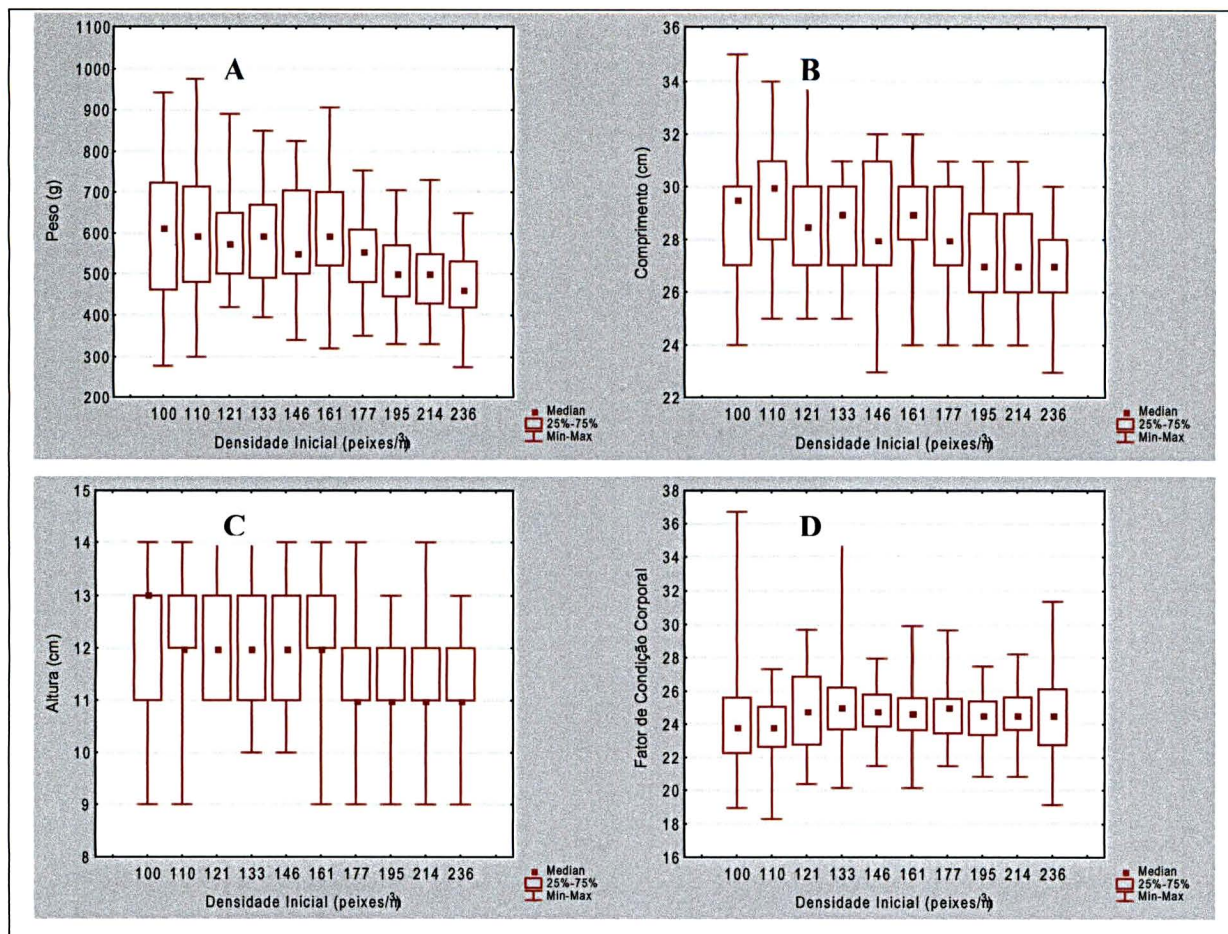 A
Peso (g)
1100
1000
900
800
700
600
500
400
300
200
100 110 121 133 146 161 177 195 214 236
Densidade Inicial (peixes/m³)
Median
25%-75%
Min-Max
B
Comprimento (cm)
36
34
32
30
28
26
24
22
100 110 121 133 146 161 177 195 214 236
Densidade Inicial (peixes/m³)
Median
25%-75%
Min-Max
C
Altura (cm)
15
14
13
12
11
10
9
8
100 110 121 133 146 161 177 195 214 236
Densidade Inicial (peixes/m³)
Median
25%-75%
Min-Max
D
Fator de Condição Corporal
38
36
34
32
30
28
26
24
22
20
18
16
100 110 121 133 146 161 177 195 214 236
Densidade Inicial (peixes/m³)
Median
25%-75%
Min-Max